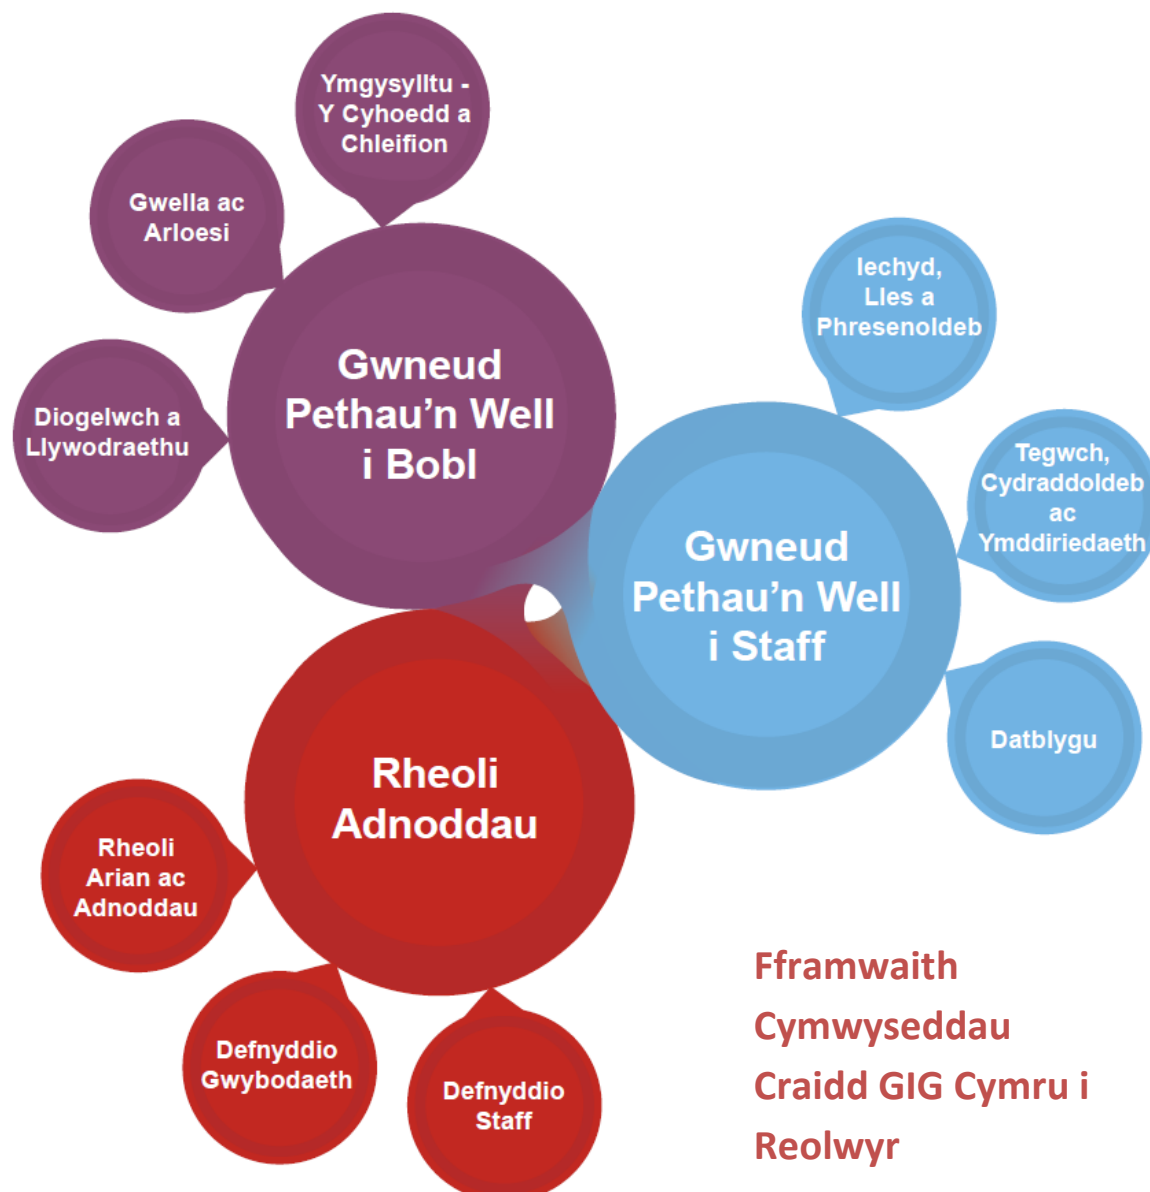 Ymgysylltu -
Y Cyhoedd a
Chleifion
Gwella ac
Arloesi
Diogelwch a
Llywodraethu
Gwneud
Pethau’n Well
i Bobl
Iechyd,
Lles a
Phresenoldeb
Tegwch,
Cydraddoldeb
ac
Ymddiriedaeth
Datblygu
Gwneud
Pethau’n Well
i Staff
Rheoli
Adnoddau
Rheoli
Arian ac
Adnoddau
Defnyddio
Gwybodaeth
Defnyddio
Staff
Fframwaith
Cymwyseddau
Craidd GIG Cymru i
Reolwyr